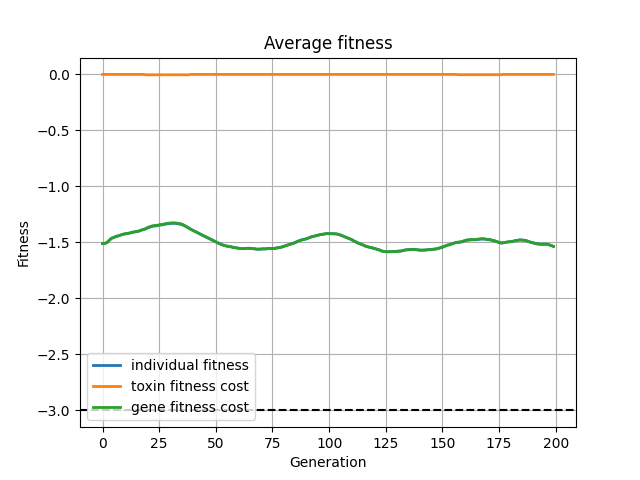 Average fitness
Fitness
0.0
−0.5
−1.0
−1.5
−2.0
−2.5
−3.0
individual fitness
toxin fitness cost
gene fitness cost
0 25 50 75 100 125 150 175 200
Generation